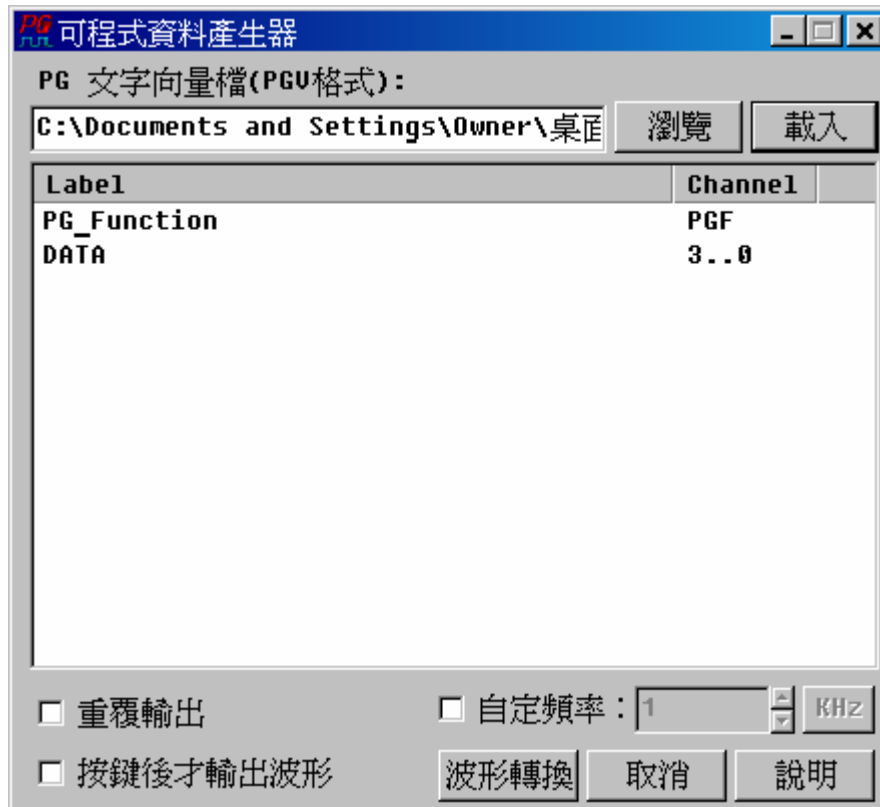 PG 可程式資料產生器
PG 文字向量檔(PGV格式):
C:\Documents and Settings\Owner\桌面 瀏覽 載入
Label Channel
PG_Function PGF
DATA 3..0
重覆輸出 自定頻率：1 KHz
按鍵後才輸出波形 波形轉換 取消 說明